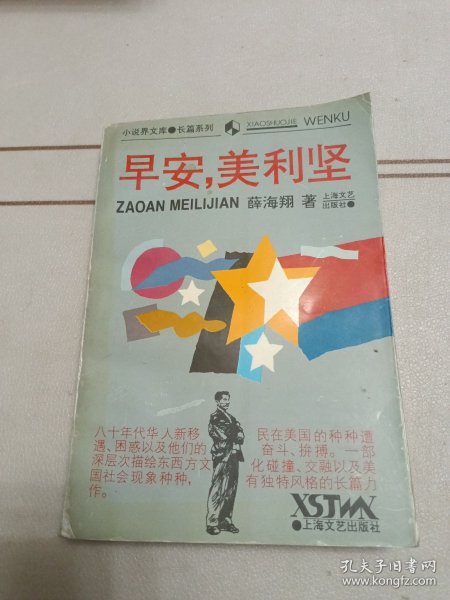 小说界文库●长篇系列
XIAOSHUOJIE WENKU
早安,美利坚
ZAOAN MEILIJIAN 薛海翔 著 上海文艺
出版社●
八十年代华人新移 民在美国的种种遭
遇、困惑以及他们的 奋斗、拚搏。一部
深层次描绘东西方文 化碰撞、交融以及美
国社会现象种种, 有独特风格的长篇力
作。
XSJWK
●上海文艺出版社
孔夫子旧书网
www.kongfz.com